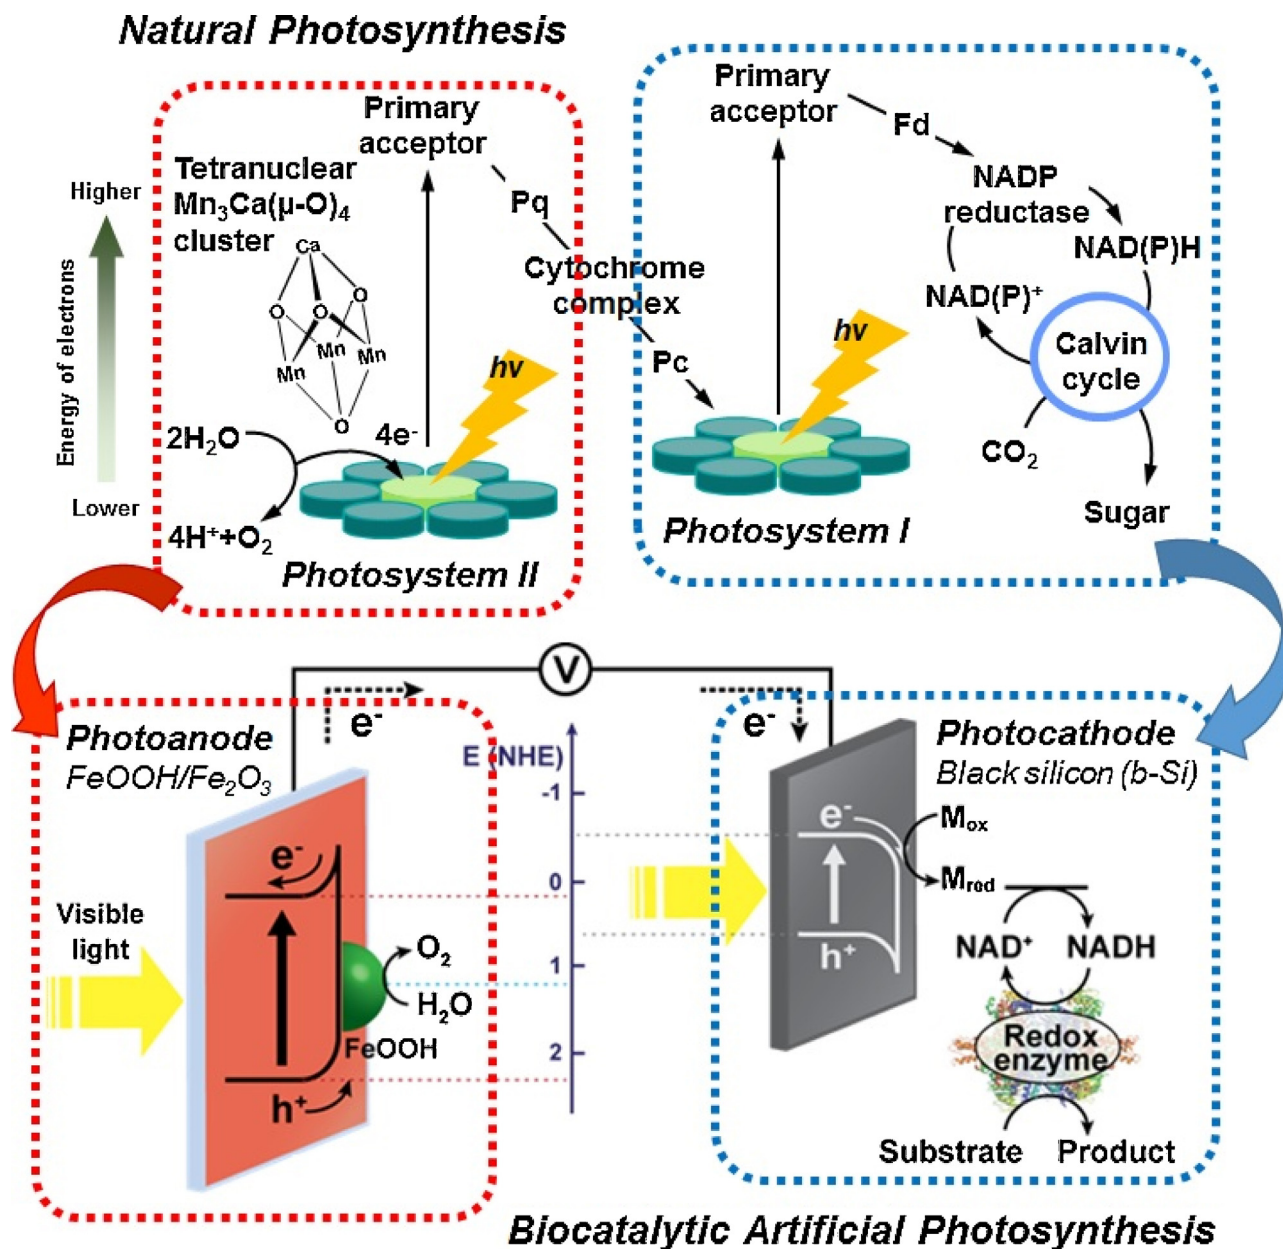 Natural Photosynthesis
Primary
acceptor
Tetranuclear
Mn₃Ca(μ-O)₄
cluster
Higher
Energy of electrons
Lower
Ca
O
O
O
Mn
Mn
Mn
O
Pq
Cytochrome
complex
Pc
hv
2H₂O
4e⁻
4H⁺+O₂
Photosystem II
Primary
acceptor
Fd
NADP
reductase
NAD(P)H
NAD(P)⁺
Calvin
cycle
CO₂
Sugar
hv
Photosystem I
V
e⁻
e⁻
Photoanode
FeOOH/Fe₂O₃
Visible
light
e⁻
O₂
H₂O
FeOOH
h⁺
E (NHE)
-1
0
1
2
Photocathode
Black silicon (b-Si)
e⁻
h⁺
Mox
Mred
NAD⁺
NADH
Redox
enzyme
Substrate
Product
Biocatalytic Artificial Photosynthesis